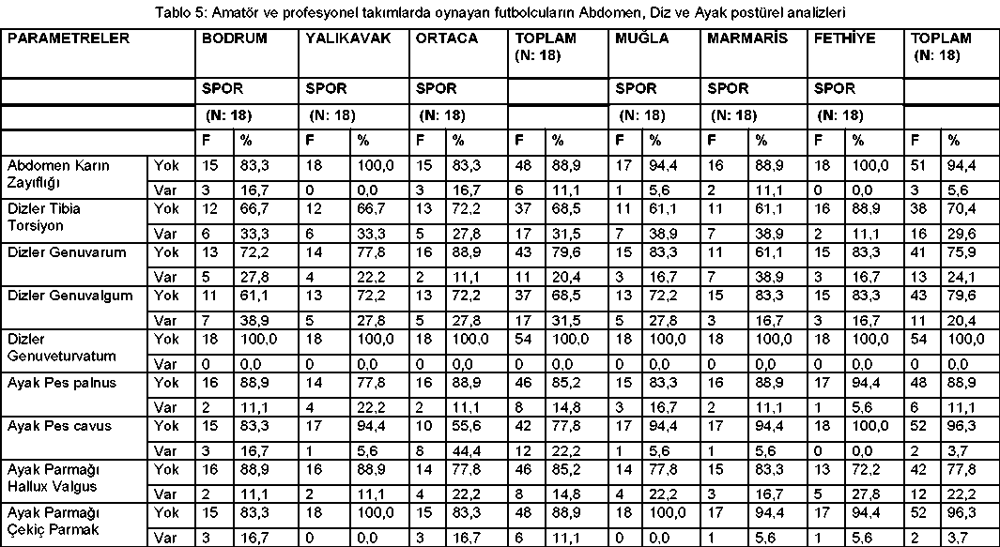 Tablo 5: Amatör ve profesyonel takımlarda oynayan futbolcuların Abdomen, Diz ve Ayak postürel analizleri
PARAMETRELER BODRUM YALIKAVAK ORTACA TOPLAM MUĞLA MARMARİS FETHİYE TOPLAM
(N: 18) (N: 18)
SPOR SPOR SPOR SPOR SPOR SPOR
(N: 18) (N: 18) (N: 18) (N: 18) (N: 18) (N: 18)
F % F % F % F % F % F % F % F %
Abdomen Karın Yok 15 83,3 18 100,0 15 83,3 48 88,9 17 94,4 16 88,9 18 100,0 51 94,4
Zayıflığı
Var 3 16,7 0 0,0 3 16,7 6 11,1 1 5,6 2 11,1 0 0,0 3 5,6
Dizler Tibia Yok 12 66,7 12 66,7 13 72,2 37 68,5 11 61,1 11 61,1 16 88,9 38 70,4
Torsiyon
Var 6 33,3 6 33,3 5 27,8 17 31,5 7 38,9 7 38,9 2 11,1 16 29,6
Dizler Genuvarum Yok 13 72,2 14 77,8 16 88,9 43 79,6 15 83,3 11 61,1 15 83,3 41 75,9
Var 5 27,8 4 22,2 2 11,1 11 20,4 3 16,7 7 38,9 3 16,7 13 24,1
Dizler Genuvalgum Yok 11 61,1 13 72,2 13 72,2 37 68,5 13 72,2 15 83,3 15 83,3 43 79,6
Var 7 38,9 5 27,8 5 27,8 17 31,5 5 27,8 3 16,7 3 16,7 11 20,4
Dizler Yok 18 100,0 18 100,0 18 100,0 54 100,0 18 100,0 18 100,0 18 100,0 54 100,0
Genuveturvatum
Var 0 0,0 0 0,0 0 0,0 0 0,0 0 0,0 0 0,0 0 0,0 0 0,0
Ayak Pes palnus Yok 16 88,9 14 77,8 16 88,9 46 85,2 15 83,3 16 88,9 17 94,4 48 88,9
Var 2 11,1 4 22,2 2 11,1 8 14,8 3 16,7 2 11,1 1 5,6 6 11,1
Ayak Pes cavus Yok 15 83,3 17 94,4 10 55,6 42 77,8 17 94,4 17 94,4 18 100,0 52 96,3
Var 3 16,7 1 5,6 8 44,4 12 22,2 1 5,6 1 5,6 0 0,0 2 3,7
Ayak Parmağı Yok 16 88,9 16 88,9 14 77,8 46 85,2 14 77,8 15 83,3 13 72,2 42 77,8
Hallux Valgus
Var 2 11,1 2 11,1 4 22,2 8 14,8 4 22,2 3 16,7 5 27,8 12 22,2
Ayak Parmağı Yok 15 83,3 18 100,0 15 83,3 48 88,9 18 100,0 17 94,4 17 94,4 52 96,3
Çekiç Parmak
Var 3 16,7 0 0,0 3 16,7 6 11,1 0 0,0 1 5,6 1 5,6 2 3,7